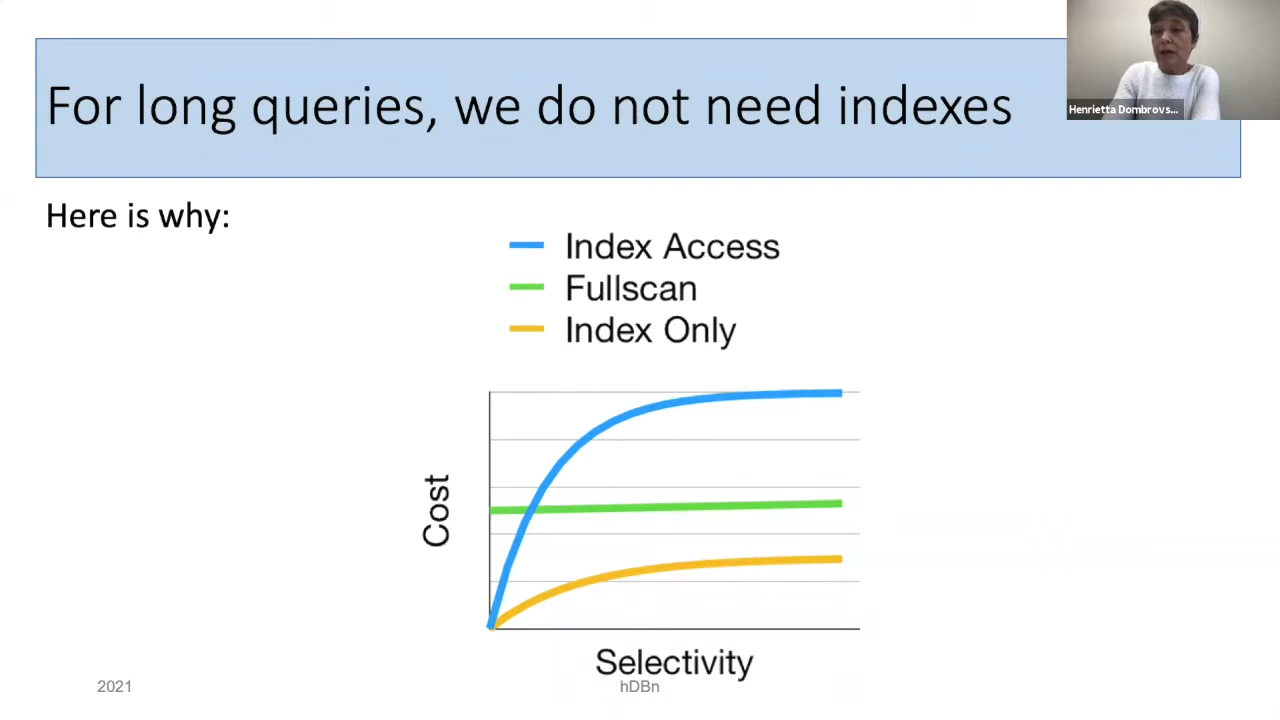 For long queries, we do not need indexes
Henrietta Dombrovs...
Here is why:
Index Access
Fullscan
Index Only
Cost
Selectivity
2021
hDBn